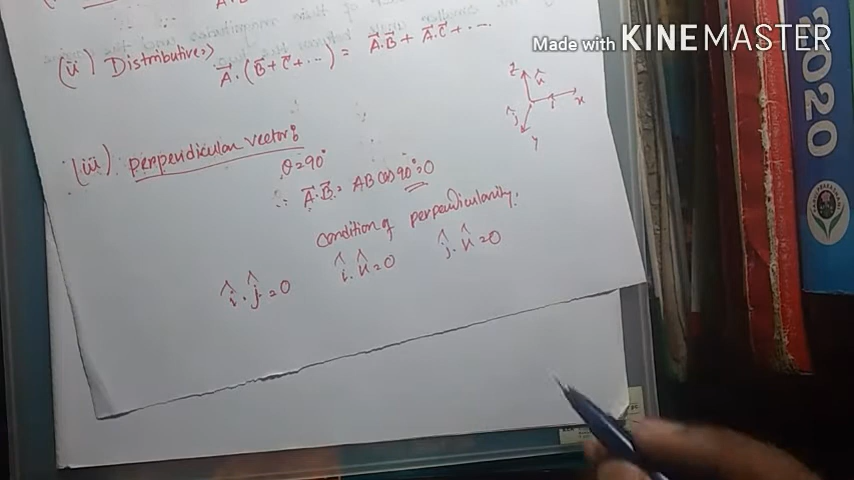 Made with KINEMASTER
(ii) Distributive:⇒ A⃗.(B⃗+C⃗+...) = A⃗.B⃗ + A⃗.C⃗ + ....
z
k̂
x
ĵ
y
(iii) perpendicular vector:
θ=90°
∴ A⃗.B⃗ = AB cos 90° = 0
Condition of perpendicularity.
î.ĵ = 0 î.k̂ = 0 ĵ.k̂ = 0
2020